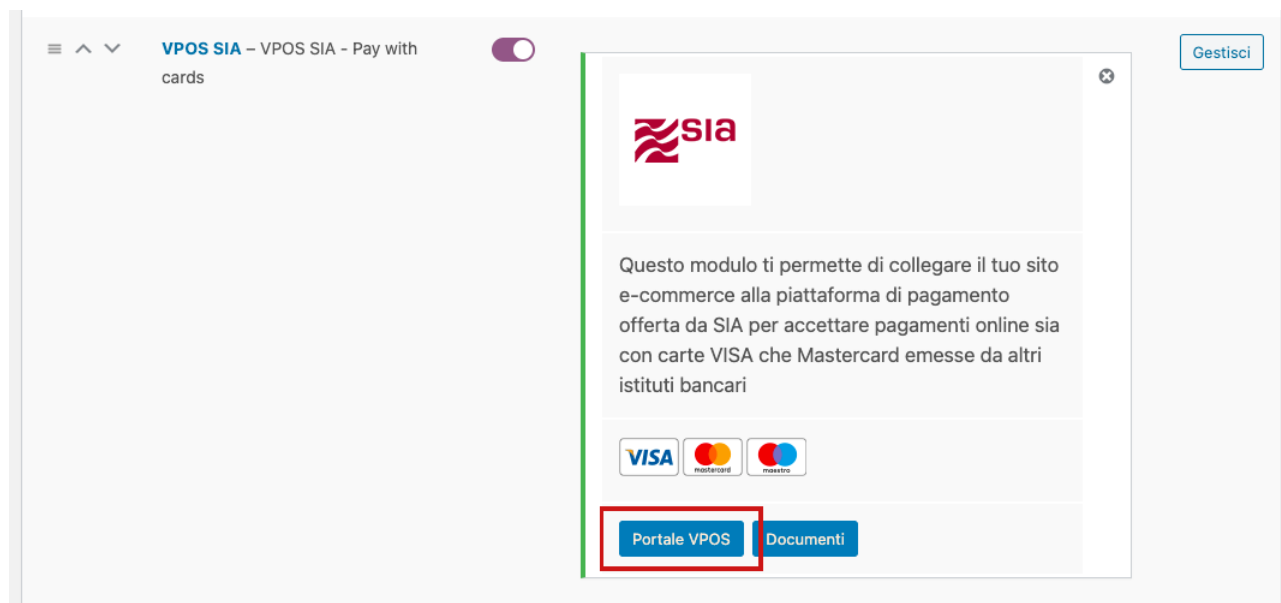 VPOS SIA – VPOS SIA - Pay with
cards
Gestisci
sia
Questo modulo ti permette di collegare il tuo sito
e-commerce alla piattaforma di pagamento
offerta da SIA per accettare pagamenti online sia
con carte VISA che Mastercard emesse da altri
istituti bancari
VISA mastercard maestro
Portale VPOS Documenti